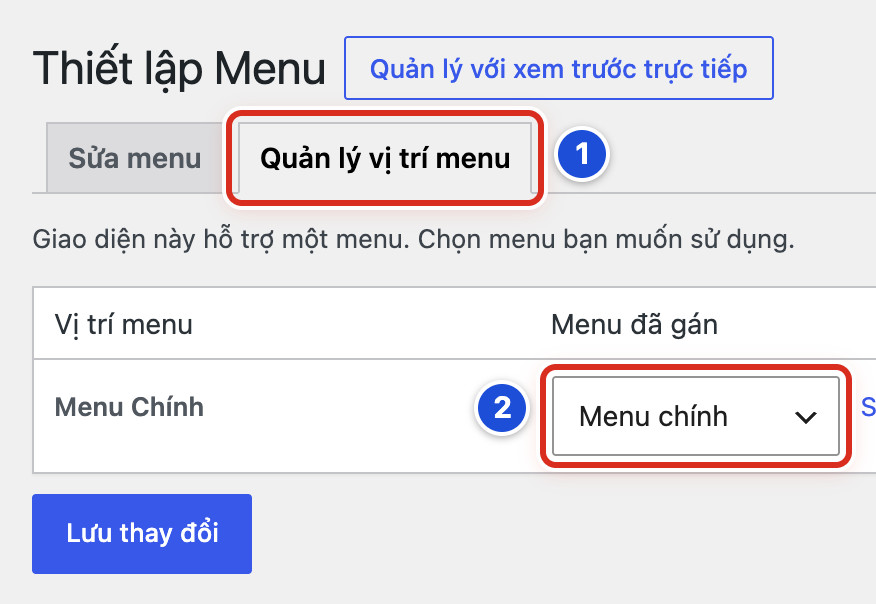 Thiết lập Menu
Quản lý với xem trước trực tiếp
Sửa menu
Quản lý vị trí menu
1
Giao diện này hỗ trợ một menu. Chọn menu bạn muốn sử dụng.
Vị trí menu
Menu đã gán
Menu Chính
2
Menu chính
S
Lưu thay đổi